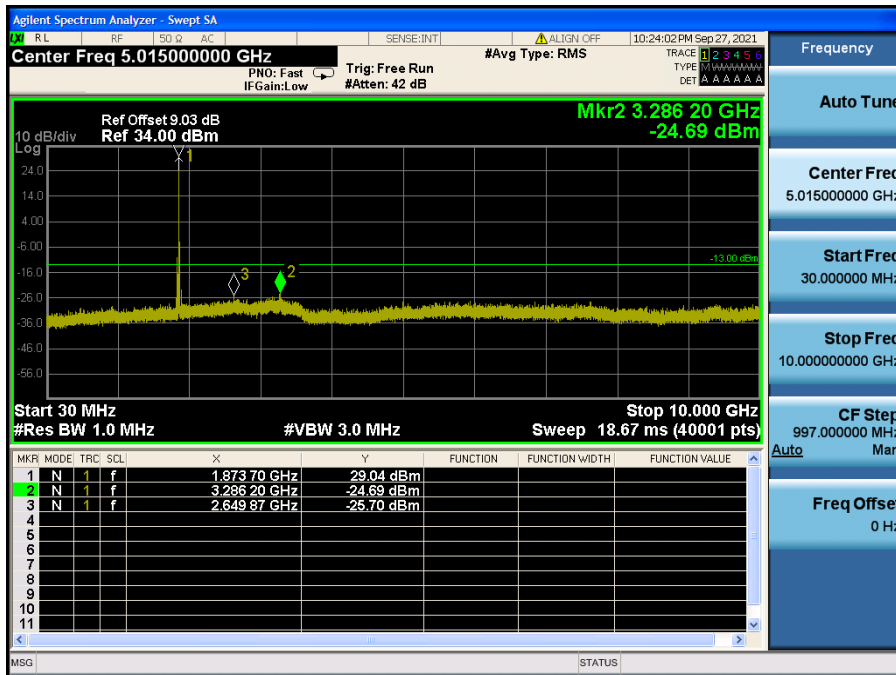 Agilent Spectrum Analyzer - Swept SA
LXI RL RF 50 Ω AC SENSE:INT ALIGN OFF 10:24:02 PM Sep 27, 2021
Center Freq 5.015000000 GHz #Avg Type: RMS TRACE 1 2 3 4 5 6
PNO: Fast Trig: Free Run TYPE M W W W W W
IFGain:Low #Atten: 42 dB DET A A A A A A
Frequency
Mkr2 3.286 20 GHz
-24.69 dBm
Ref Offset 9.03 dB
10 dB/div Ref 34.00 dBm
Log
1
24.0
14.0
4.00
-6.00
-13.00 dBm
-16.0
3
2
-26.0
-36.0
-46.0
-56.0
Start 30 MHz Stop 10.000 GHz
#Res BW 1.0 MHz #VBW 3.0 MHz Sweep 18.67 ms (40001 pts)
MKR MODE TRC SCL X Y FUNCTION FUNCTION WIDTH FUNCTION VALUE
1 N 1 f 1.873 70 GHz 29.04 dBm
2 N 1 f 3.286 20 GHz -24.69 dBm
3 N 1 f 2.649 87 GHz -25.70 dBm
4
5
6
7
8
9
10
11
MSG STATUS
Auto Tune
Center Freq
5.015000000 GHz
Start Freq
30.000000 MHz
Stop Freq
10.000000000 GHz
CF Step
997.000000 MHz
Auto Man
Freq Offset
0 Hz